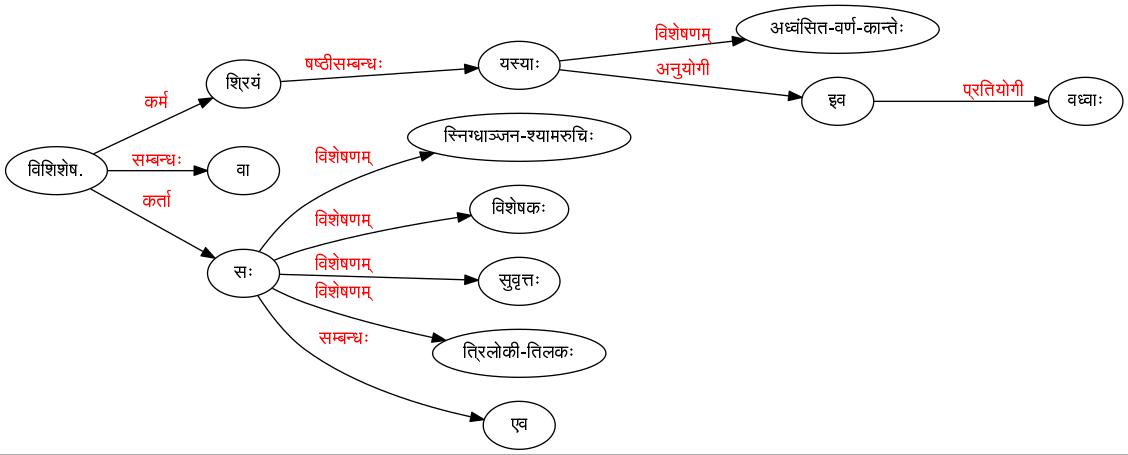 अध्वंसित-वर्ण-कान्तेः
विशेषणम्
षष्ठीसम्बन्धः
यस्याः
अनुयोगी
श्रियं
कर्म
इव
प्रतियोगी
वध्वाः
स्निग्धाञ्जन-श्यामरुचिः
विशेषणम्
विशिशेष.
सम्बन्धः
वा
कर्ता
विशेषणम्
विशेषकः
सः
विशेषणम्
सुवृत्तः
विशेषणम्
सम्बन्धः
त्रिलोकी-तिलकः
एव